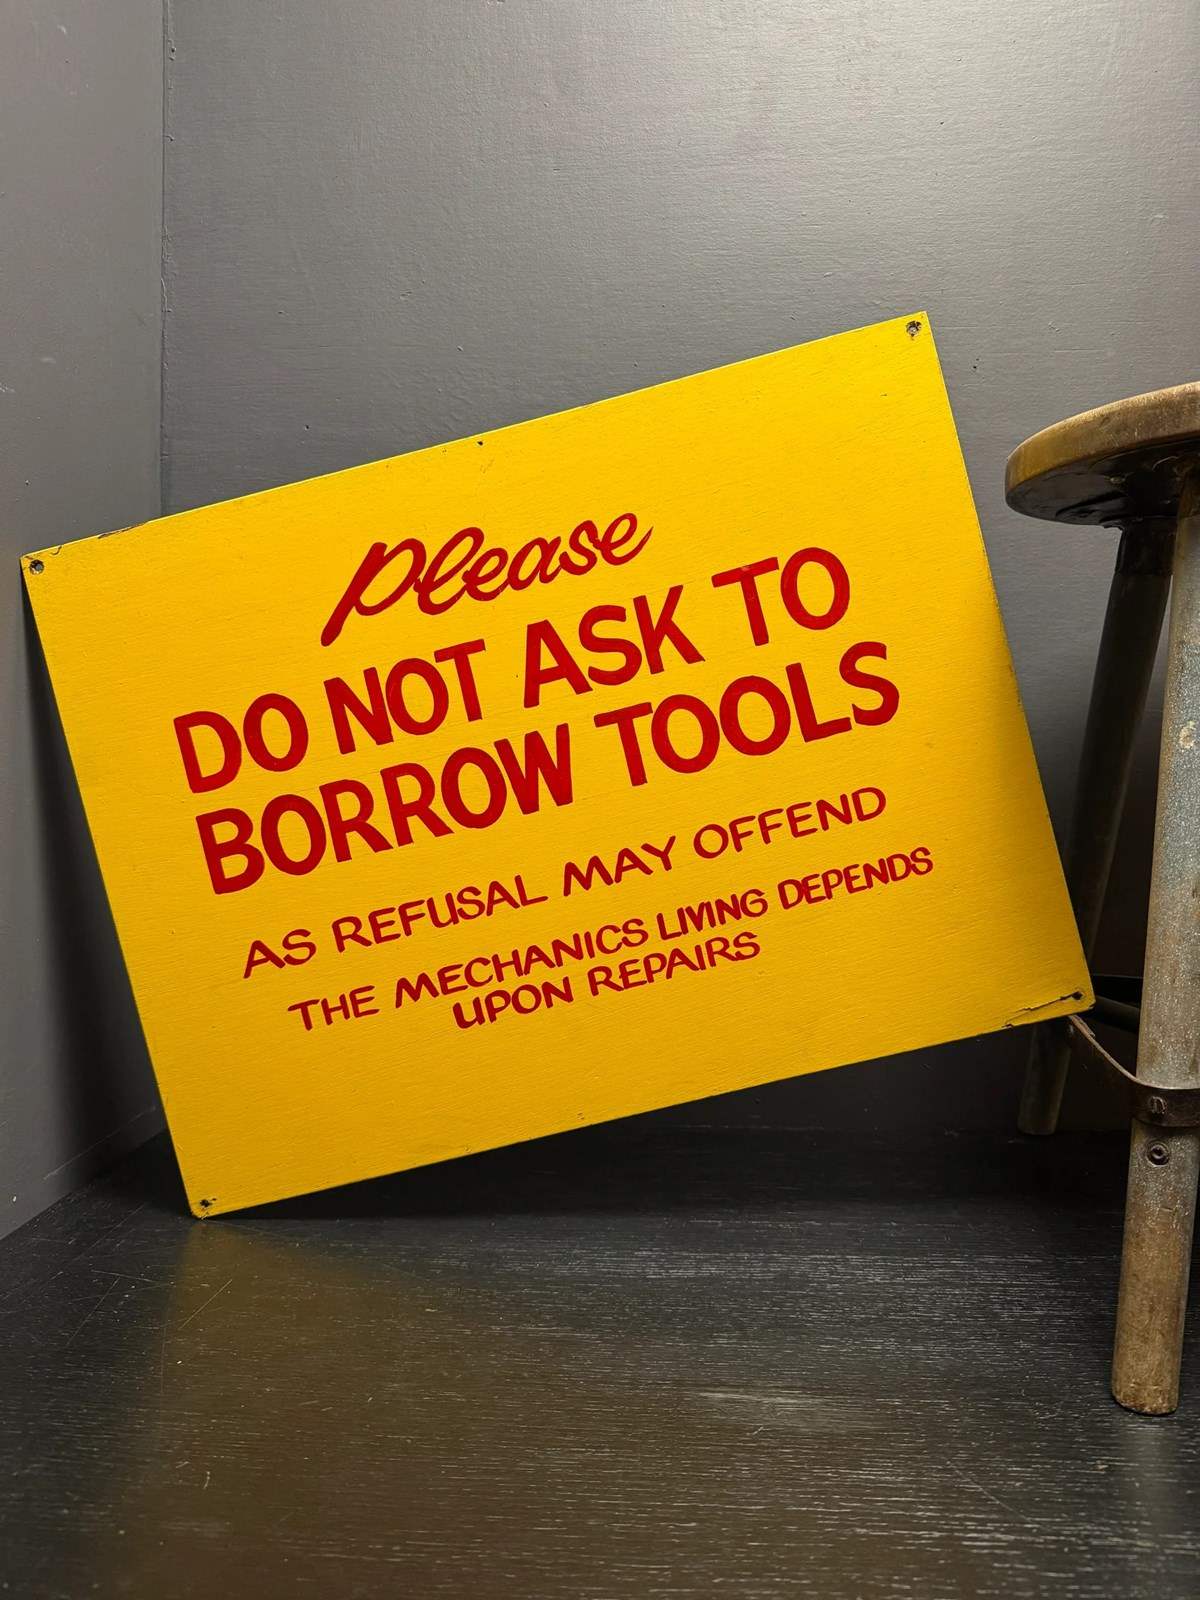 Please
DO NOT ASK TO
BORROW TOOLS
AS REFUSAL MAY OFFEND
THE MECHANICS LIVING DEPENDS
UPON REPAIRS